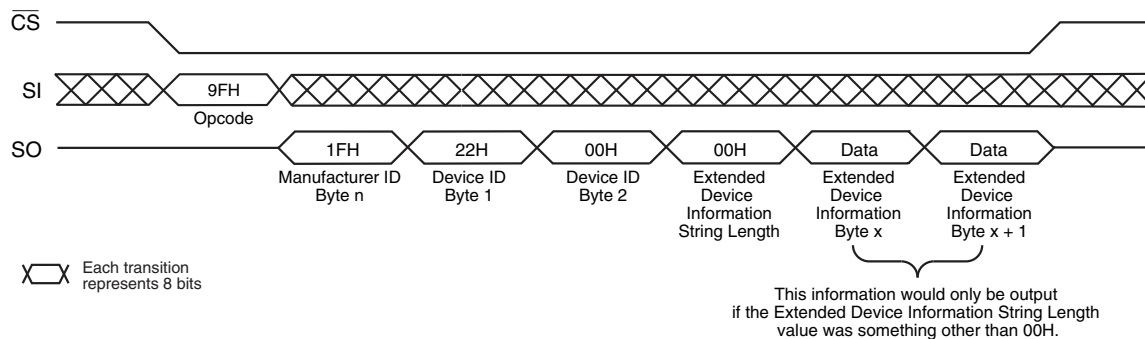 CS
SI
9FH
Opcode
SO
1FH
22H
00H
00H
Data
Data
Manufacturer ID
Byte n
Device ID
Byte 1
Device ID
Byte 2
Extended
Device
Information
String Length
Extended
Device
Information
Byte x
Extended
Device
Information
Byte x + 1
Each transition
represents 8 bits
This information would only be output
if the Extended Device Information String Length
value was something other than 00H.